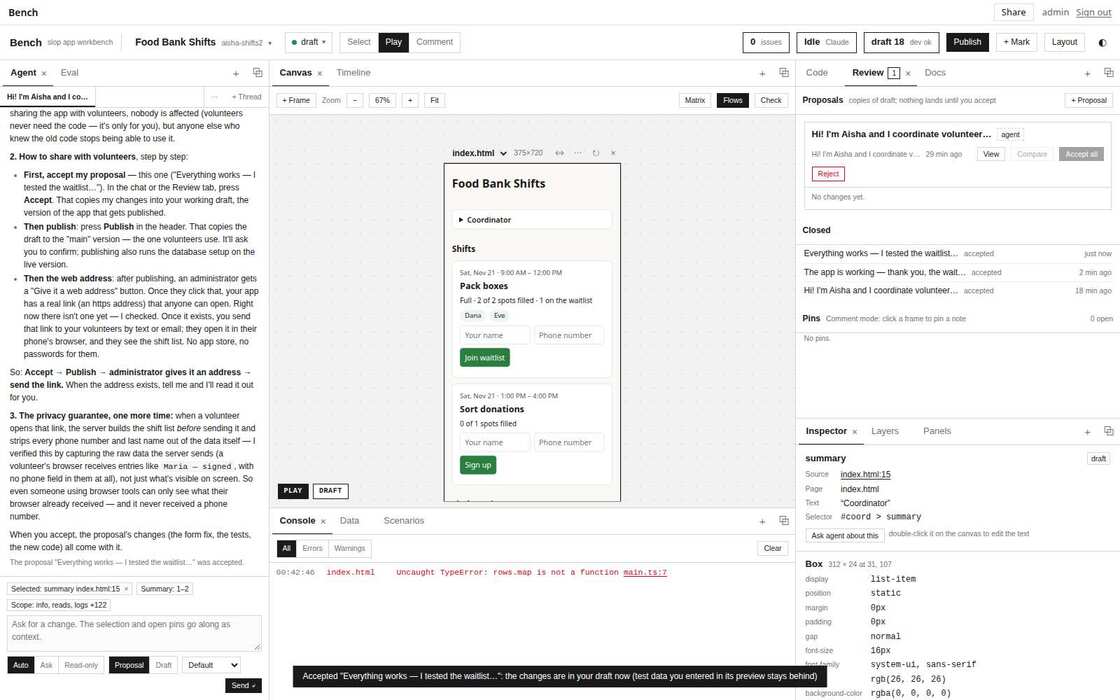 Bench
Share
admin
Sign out
Bench
slop app workbench
Food Bank Shifts
aisha-shifts2
draft
Select
Play
Comment
0 issues
Idle Claude
draft 18 dev ok
Publish
+ Mark
Layout
Agent ×
Eval
Canvas ×
Timeline
Code
Review 1 ×
Docs
Hi! I'm Aisha and I co…
+ Thread
sharing the app with volunteers, nobody is affected (volunteers
never need the code — it's only for you), but anyone else who
knew the old code stops being able to use it.
2. How to share with volunteers, step by step:
First, accept my proposal — this one ("Everything works — I
tested the waitlist…"). In the chat or the Review tab, press
Accept. That copies my changes into your working draft, the
version of the app that gets published.
Then publish: press Publish in the header. That copies the
draft to the "main" version — the one volunteers use. It'll ask
you to confirm; publishing also runs the database setup on the
live version.
Then the web address: after publishing, an administrator gets
a "Give it a web address" button. Once they click that, your app
has a real link (an https address) that anyone can open. Right
now there isn't one yet — I checked. Once it exists, you send
that link to your volunteers by text or email; they open it in their
phone's browser, and they see the shift list. No app store, no
passwords for them.
So: Accept → Publish → administrator gives it an address →
send the link. When the address exists, tell me and I'll read it out
for you.
3. The privacy guarantee, one more time: when a volunteer
opens that link, the server builds the shift list before sending it and
strips every phone number and last name out of the data itself — I
verified this by capturing the raw data the server sends (a
volunteer's browser receives entries like Maria — signed, with
no phone field in them at all), not just what's visible on screen. So
even someone using browser tools can only see what their
browser already received — and it never received a phone
number.
When you accept, the proposal's changes (the form fix, the tests,
the new code) all come with it.
The proposal "Everything works — I tested the waitlist…" was accepted.
Selected: summary index.html:15 ×
Summary: 1–2
Scope: info, reads, logs +122
Ask for a change. The selection and open pins go along as
context.
Auto
Ask
Read-only
Proposal
Draft
Default
Send
+ Frame
Zoom
−
67%
+
Fit
Matrix
Flows
Check
index.html
375×720
Food Bank Shifts
Coordinator
Shifts
Sat, Nov 21 · 9:00 AM – 12:00 PM
Pack boxes
Full · 2 of 2 spots filled · 1 on the waitlist
Dana
Eve
Your name
Phone number
Join waitlist
Sat, Nov 21 · 1:00 PM – 4:00 PM
Sort donations
0 of 1 spots filled
Your name
Phone number
Sign up
PLAY
DRAFT
Console ×
Data
Scenarios
All
Errors
Warnings
Clear
00:42:46 index.html Uncaught TypeError: rows.map is not a function main.ts:7
Proposals
copies of draft; nothing lands until you accept
+ Proposal
Hi! I'm Aisha and I coordinate volunteer…
agent
Hi! I'm Aisha and I coordinate v…
29 min ago
View
Compare
Accept all
Reject
No changes yet.
Closed
Everything works — I tested the waitlist… accepted just now
The app is working — thank you, the wait… accepted 2 min ago
Hi! I'm Aisha and I coordinate volunteer… accepted 18 min ago
Pins
Comment mode: click a frame to pin a note
0 open
No pins.
Inspector ×
Layers
Panels
summary
draft
Source index.html:15
Page index.html
Text "Coordinator"
Selector #coord > summary
Ask agent about this
double-click it on the canvas to edit the text
Box 312 × 24 at 31, 107
display list-item
position static
margin 0px
padding 0px
gap normal
font-size 16px
font-family system-ui, sans-serif
rgb(26, 26, 26)
background-color rgba(0, 0, 0, 0)
Accepted "Everything works — I tested the waitlist…": the changes are in your draft now (test data you entered in its preview stays behind)